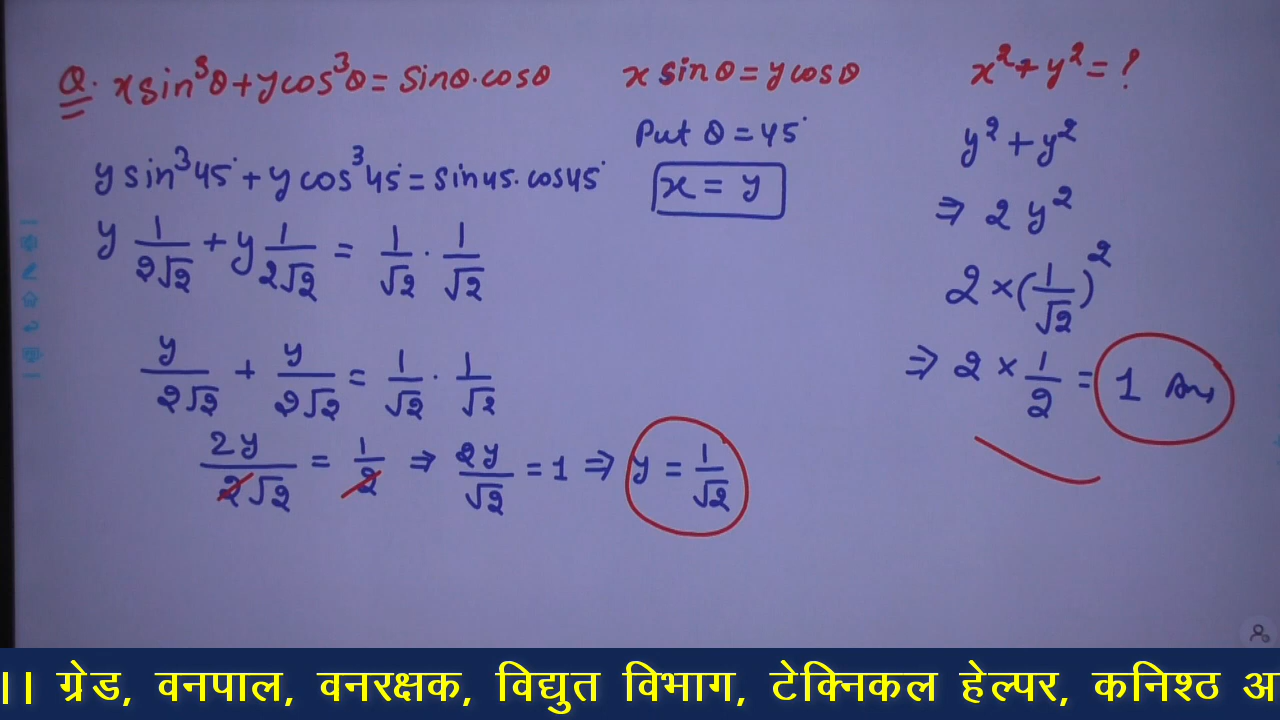 Q. x sin³θ + y cos³θ = sinθ.cosθ x sinθ = y cosθ x² + y² = ?
Put θ = 45°
x = y
y sin³45° + y cos³45° = sin45. cos45°
y 1/2√2 + y 1/2√2 = 1/√2 . 1/√2
y/2√2 + y/2√2 = 1/√2 . 1/√2
2y/2√2 = 1/2 ⇒ 2y/√2 = 1 ⇒ y = 1/√2
y² + y²
⇒ 2y²
2 × (1/√2)²
⇒ 2 × 1/2 = 1 Ans
|| ग्रेड, वनपाल, वनरक्षक, विद्युत विभाग, टेक्निकल हेल्पर, कनिश्ठ अ